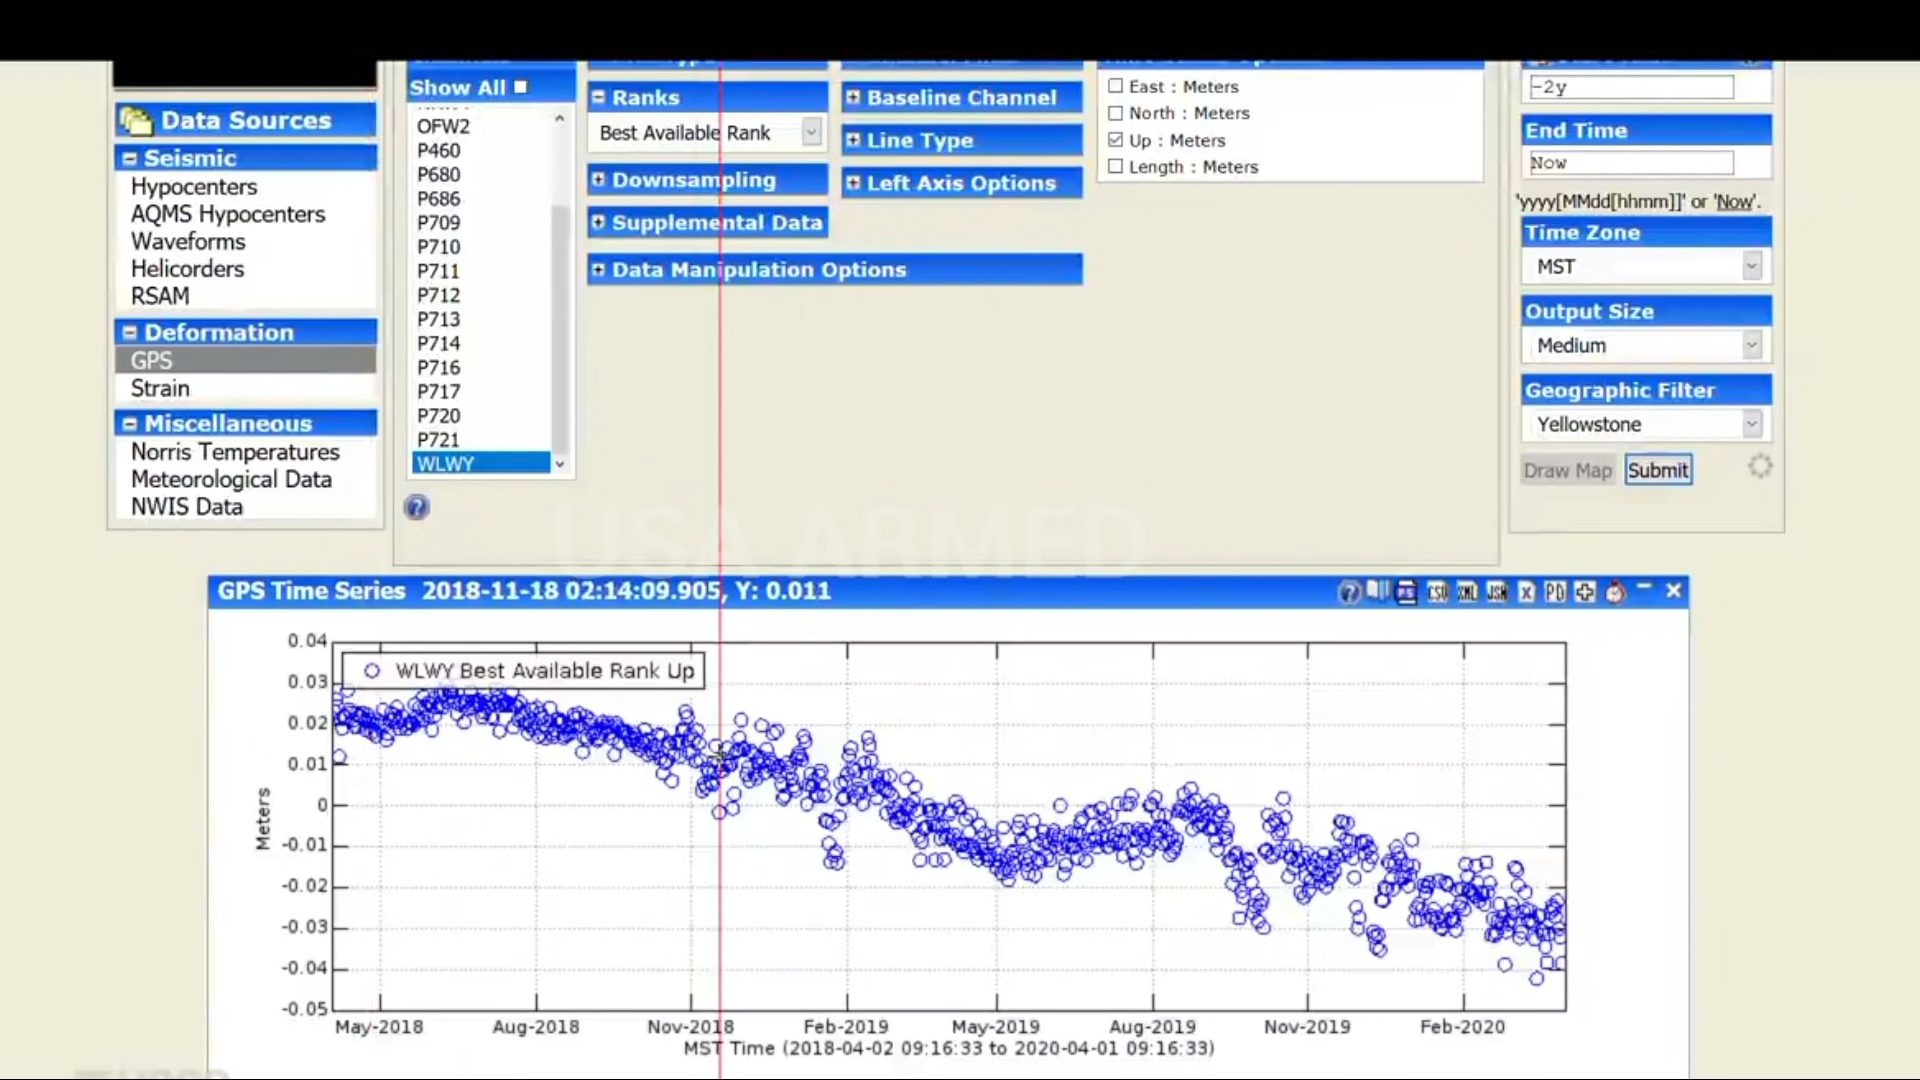 Show All
OFW2
P460
P680
P686
P709
P710
P711
P712
P713
P714
P716
P717
P720
P721
WLWY
Data Sources
Seismic
Hypocenters
AQMS Hypocenters
Waveforms
Helicorders
RSAM
Deformation
GPS
Strain
Miscellaneous
Norris Temperatures
Meteorological Data
NWIS Data
Ranks
Best Available Rank
Downsampling
Supplemental Data
Data Manipulation Options
Baseline Channel
Line Type
Left Axis Options
East : Meters
North : Meters
Up : Meters
Length : Meters
-2y
End Time
Now
'yyyy[MMdd[hhmm]]' or 'Now'.
Time Zone
MST
Output Size
Medium
Geographic Filter
Yellowstone
Draw Map Submit
USA ARMED
GPS Time Series 2018-11-18 02:14:09.905, Y: 0.011
CSV XML JSN X PD
WLWY Best Available Rank Up
0.04
0.03
0.02
0.01
0
-0.01
-0.02
-0.03
-0.04
-0.05
Meters
May-2018 Aug-2018 Nov-2018 Feb-2019 May-2019 Aug-2019 Nov-2019 Feb-2020
MST Time (2018-04-02 09:16:33 to 2020-04-01 09:16:33)